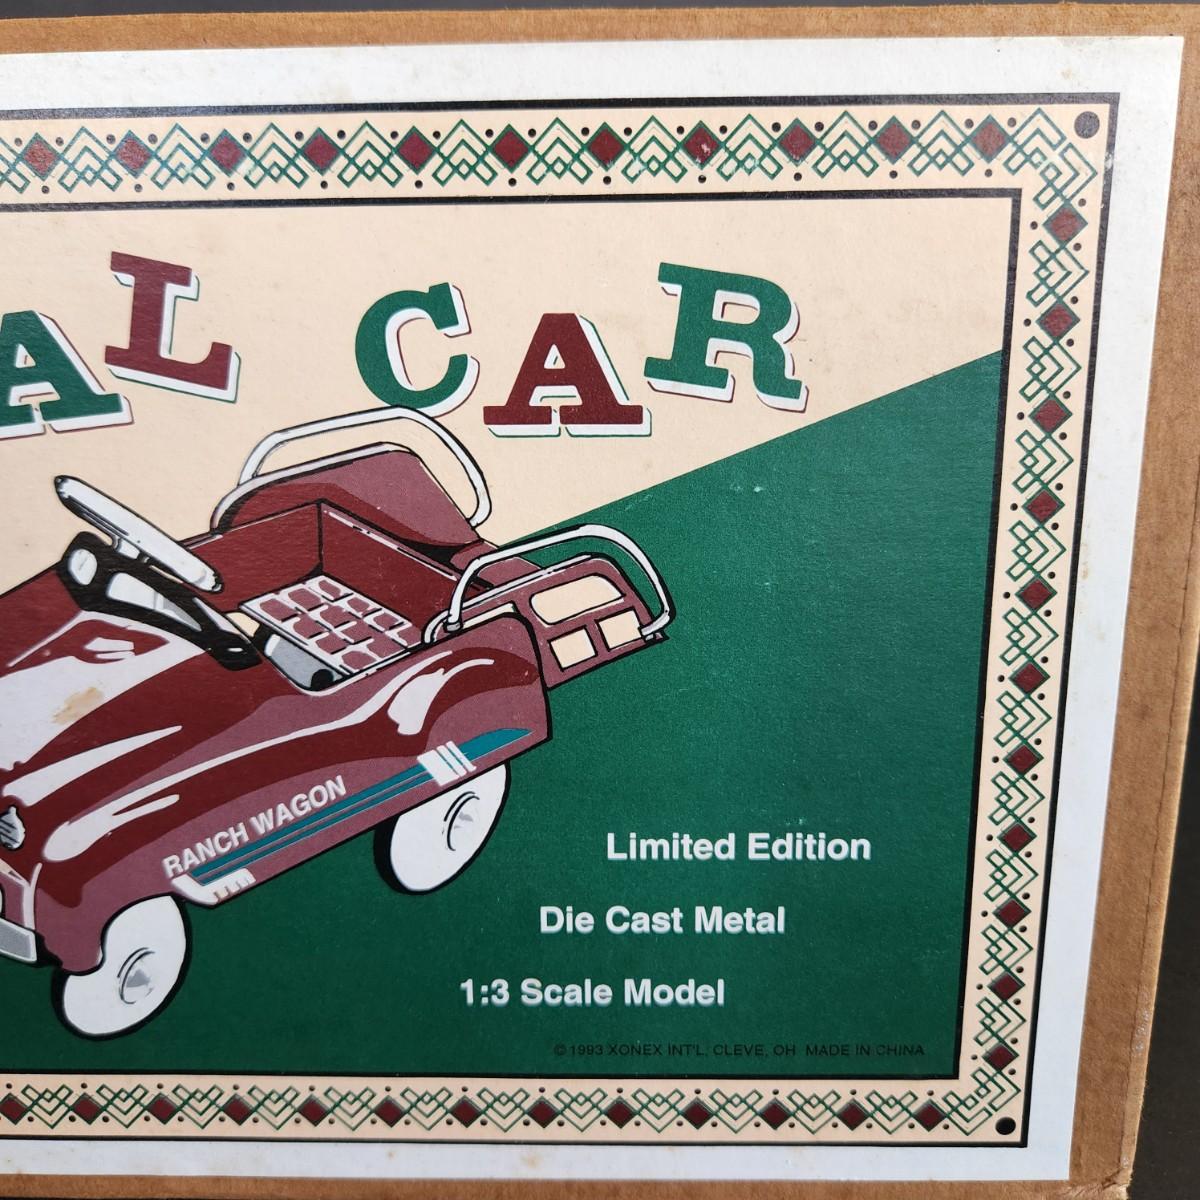 AL CAR
RANCH WAGON
Limited Edition
Die Cast Metal
1:3 Scale Model
© 1993 XONEX INT'L, CLEVE, OH MADE IN CHINA